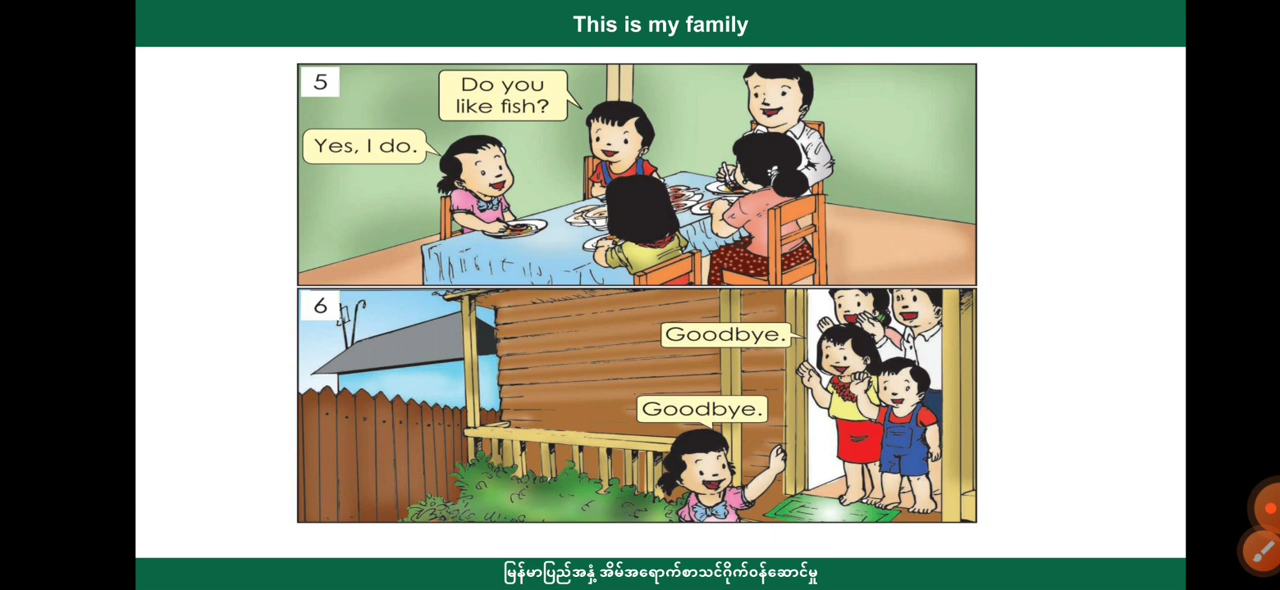 This is my family
5
Do you
like fish?
Yes, I do.
6
Goodbye.
Goodbye.
မြန်မာပြည်အနှံ့ အိမ်အရောက်စာသင်ဝိုက်ဝန်ဆောင်မှု